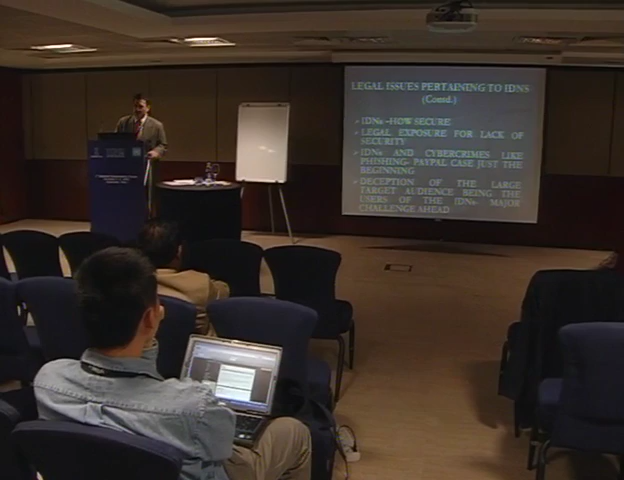 LEGAL ISSUES PERTAINING TO IDNS
(Contd.)
IDNs -HOW SECURE
LEGAL EXPOSURE FOR LACK OF
SECURITY
IDNs AND CYBERCRIMES LIKE
PHISHING- PAYPAL CASE JUST THE
BEGINNING
DECEPTION OF THE LARGE
TARGET AUDIENCE BEING THE
USERS OF THE IDNs MAJOR
CHALLENGE AHEAD